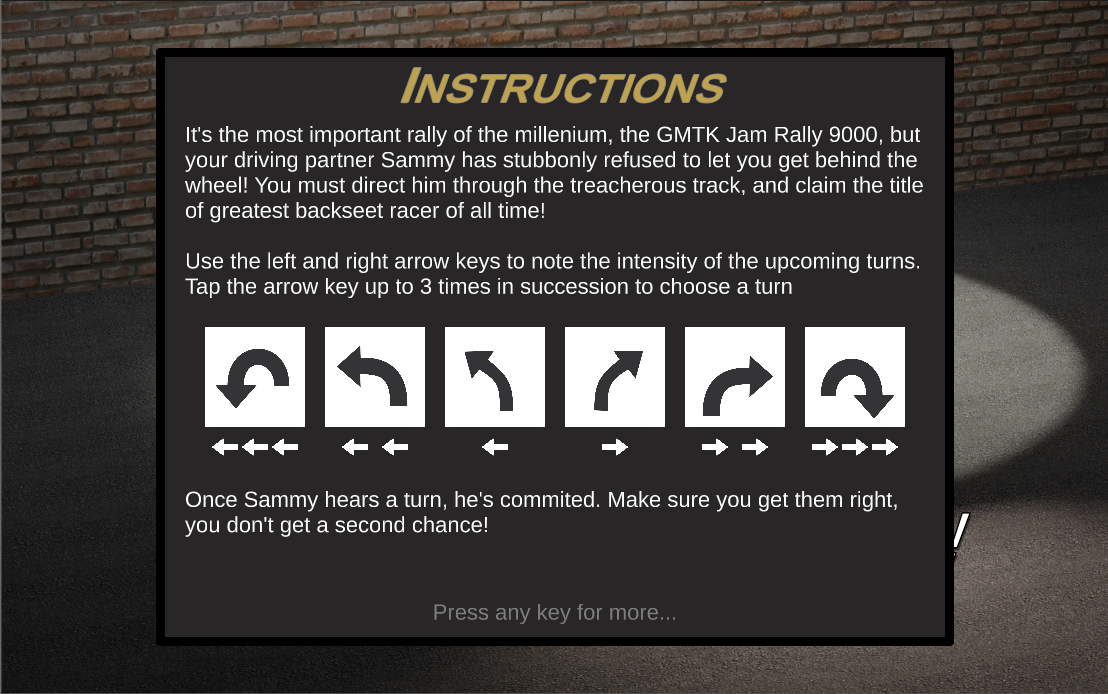 INSTRUCTIONS
It's the most important rally of the millenium, the GMTK Jam Rally 9000, but
your driving partner Sammy has stubbonly refused to let you get behind the
wheel! You must direct him through the treacherous track, and claim the title
of greatest backseet racer of all time!
Use the left and right arrow keys to note the intensity of the upcoming turns.
Tap the arrow key up to 3 times in succession to choose a turn
Once Sammy hears a turn, he's commited. Make sure you get them right,
you don't get a second chance!
!
Press any key for more...